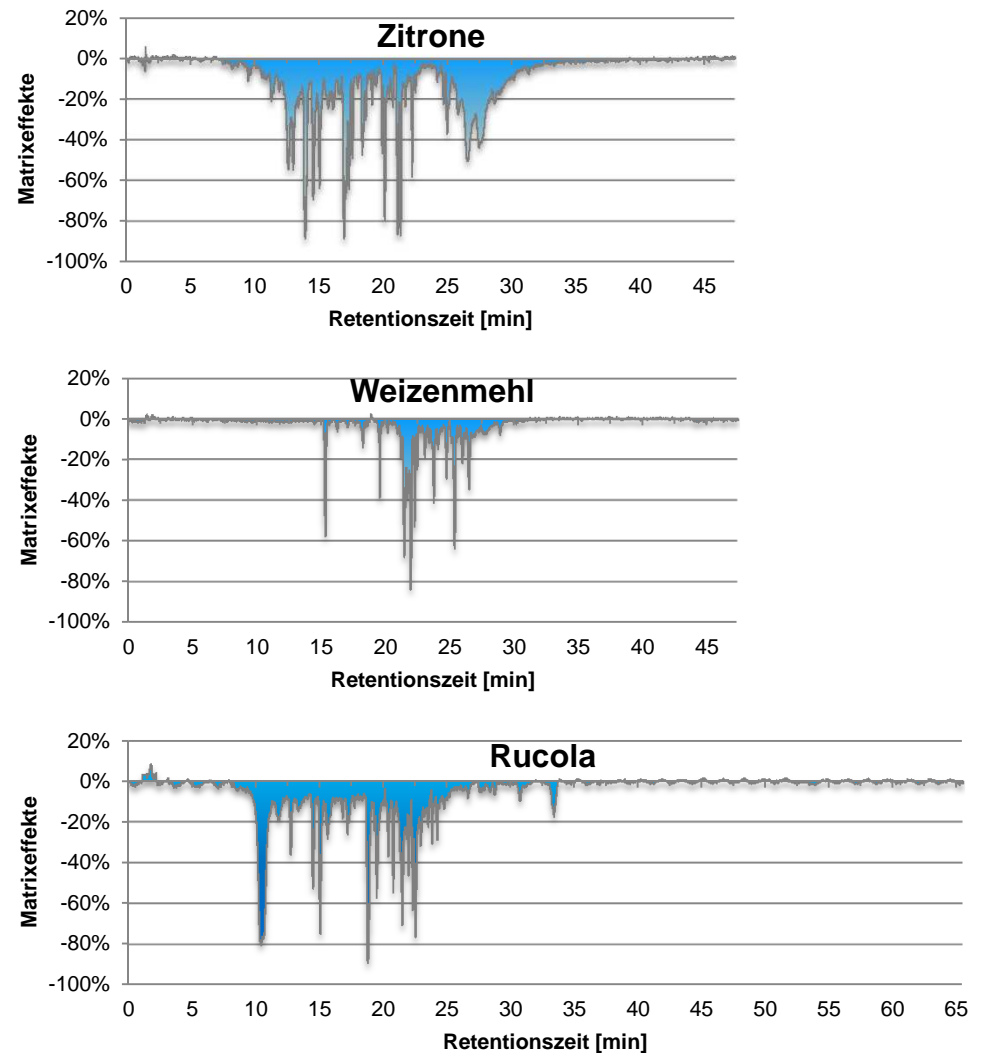 Zitrone
Matrixeffekte
20%
0%
-20%
-40%
-60%
-80%
-100%
0 5 10 15 20 25 30 35 40 45
Retentionszeit [min]
Weizenmehl
Matrixeffekte
20%
0%
-20%
-40%
-60%
-80%
-100%
0 5 10 15 20 25 30 35 40 45
Retentionszeit [min]
Rucola
Matrixeffekte
20%
0%
-20%
-40%
-60%
-80%
-100%
0 5 10 15 20 25 30 35 40 45 50 55 60 65
Retentionszeit [min]